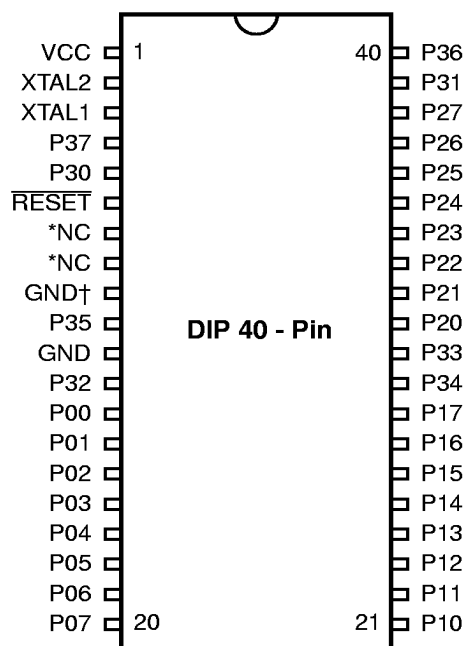 VCC 1 40 P36
XTAL2 P31
XTAL1 P27
P37 P26
P30 P25
RESET P24
*NC P23
*NC P22
GND† P21
P35 DIP 40 - Pin P20
GND P33
P32 P34
P00 P17
P01 P16
P02 P15
P03 P14
P04 P13
P05 P12
P06 P11
P07 20 21 P10